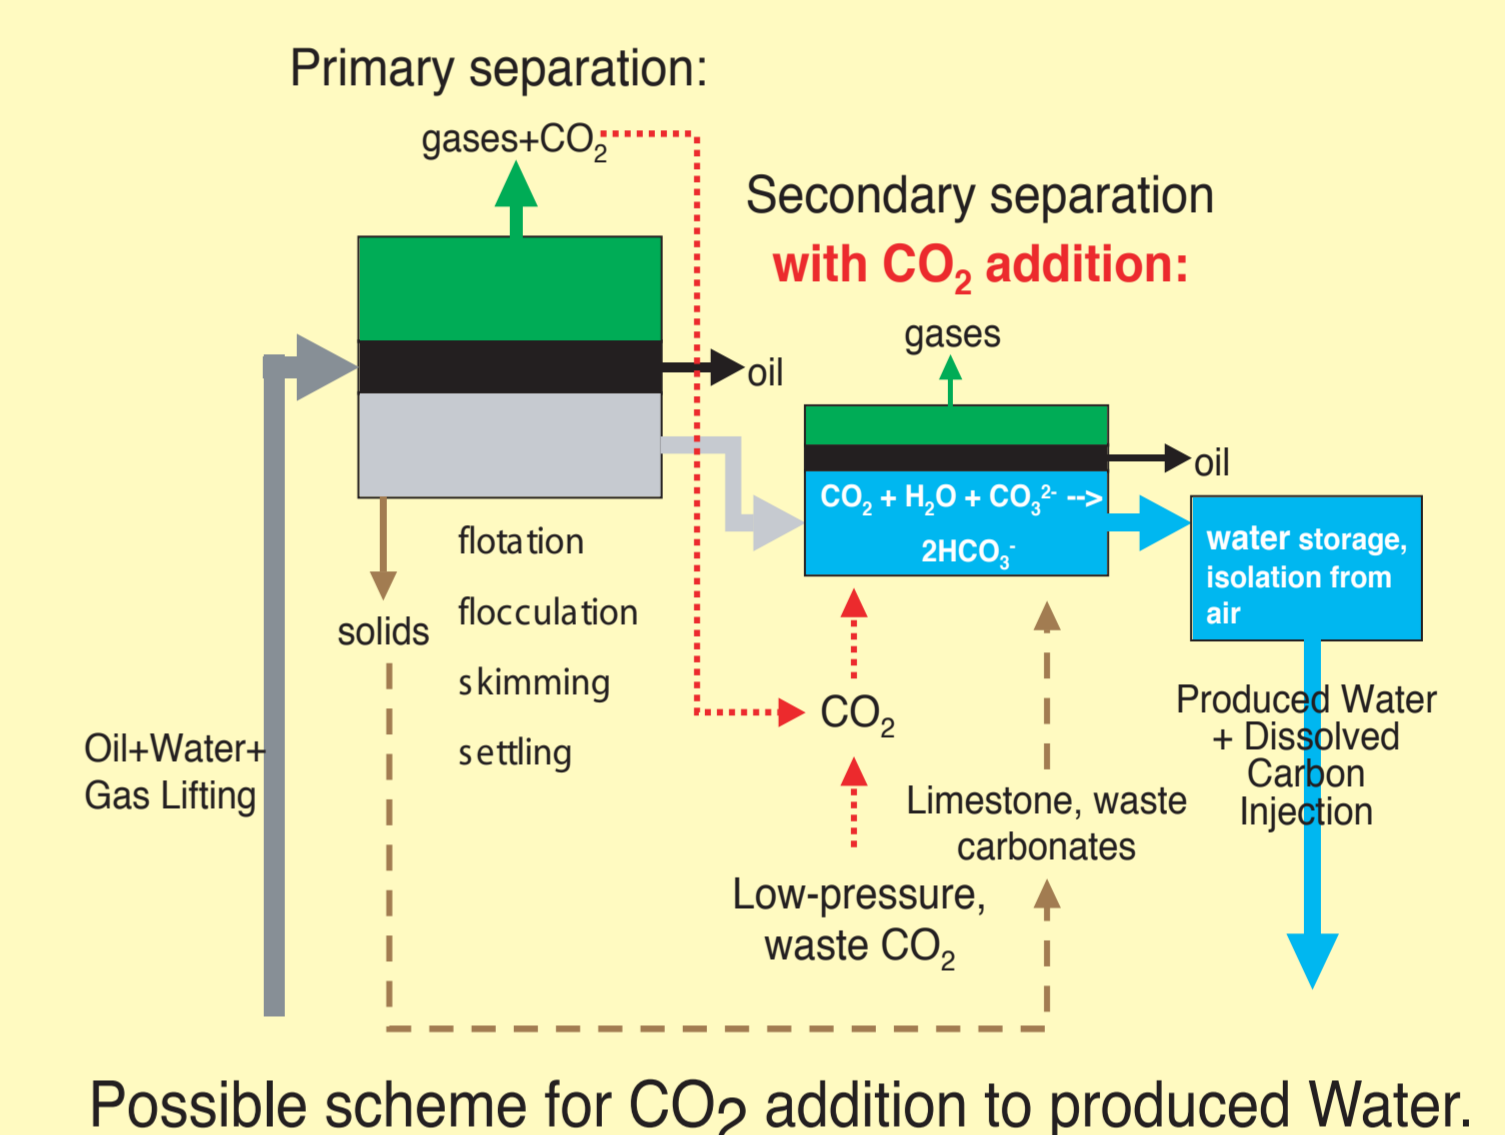 Primary separation:
gases+CO₂
Secondary separation
with CO₂ addition:
gases
oil
oil
CO₂ + H₂O + CO₃²⁻ -->
2HCO₃⁻
water storage,
isolation from
air
flotation
flocculation
skimming
settling
solids
CO₂
Oil+Water+
Gas Lifting
Produced Water
+ Dissolved
Carbon
Injection
Limestone, waste
carbonates
Low-pressure,
waste CO₂
Possible scheme for CO₂ addition to produced Water.